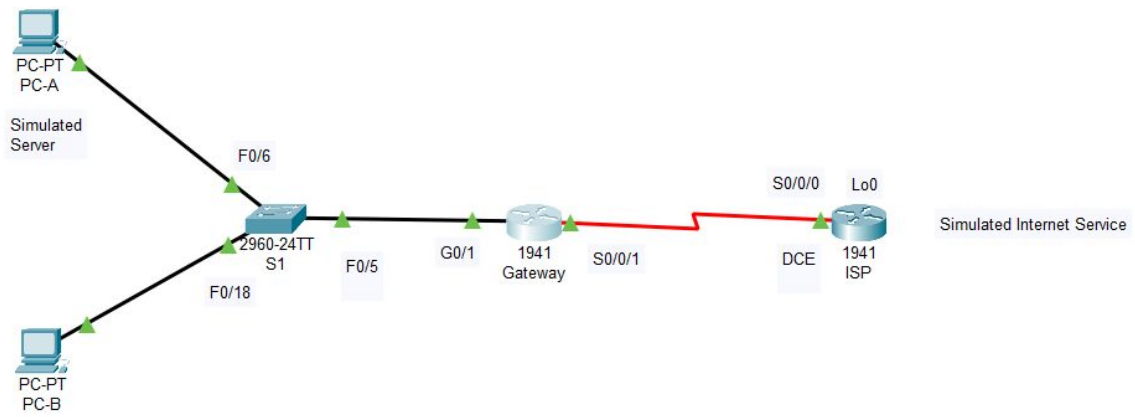 PC-PT
PC-A
Simulated
Server
F0/6
2960-24TT
S1
F0/5
F0/18
PC-PT
PC-B
G0/1
1941
Gateway
S0/0/1
S0/0/0
Lo0
DCE
1941
ISP
Simulated Internet Service